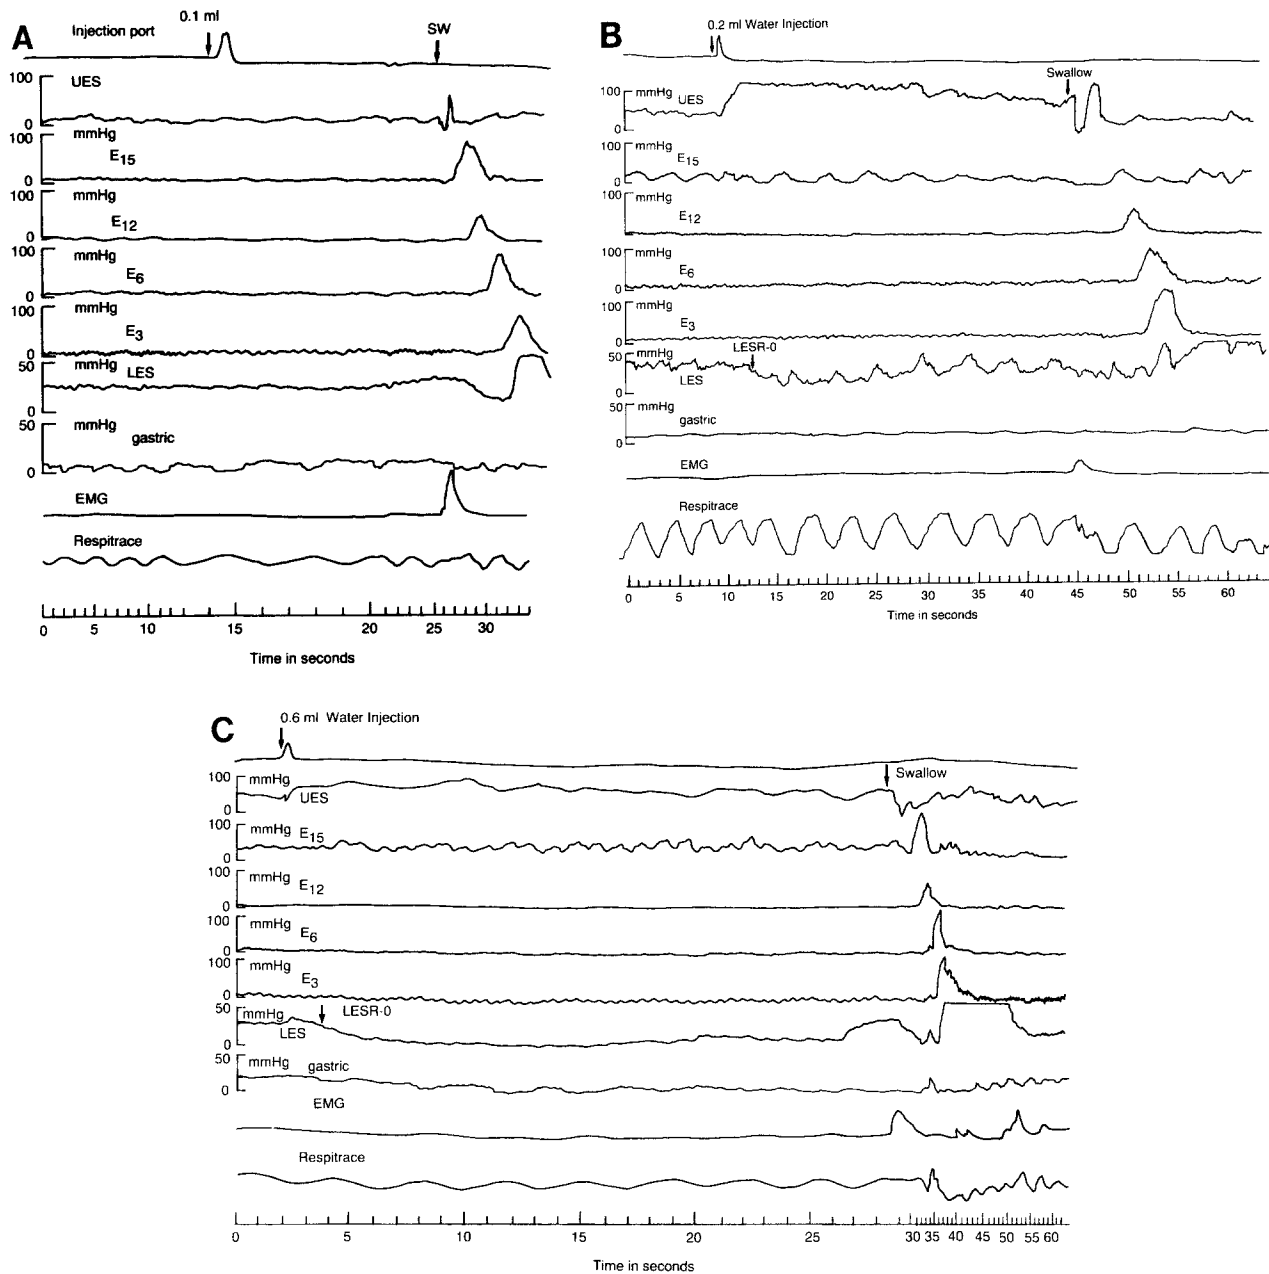 A
0.1 ml
Injection port
SW
100
UES
0
mmHg
100
E15
0
mmHg
100
E12
0
mmHg
100
E6
0
mmHg
100
E3
0
mmHg
50
LES
0
mmHg
50
gastric
0
EMG
Respitrace
0 5 10 15 20 25 30
Time in seconds
B
0.2 ml Water Injection
Swallow
mmHg
100
UES
0
mmHg
100
E15
0
mmHg
100
E12
0
mmHg
100
E6
0
mmHg
100
E3
0
LESR-0
mmHg
50
LES
0
mmHg
50
gastric
0
EMG
Respitrace
0 5 10 15 20 25 30 35 40 45 50 55 60
Time in seconds
C
0.6 ml Water Injection
Swallow
100 mmHg
UES
0
100 mmHg E15
0
100 mmHg
E12
0
100 mmHg
E6
0
100 mmHg
E3
0
50 mmHg
LESR-0
LES
0
50 mmHg gastric
0
EMG
Respitrace
0 5 10 15 20 25 30 35 40 45 50 55 60
Time in seconds